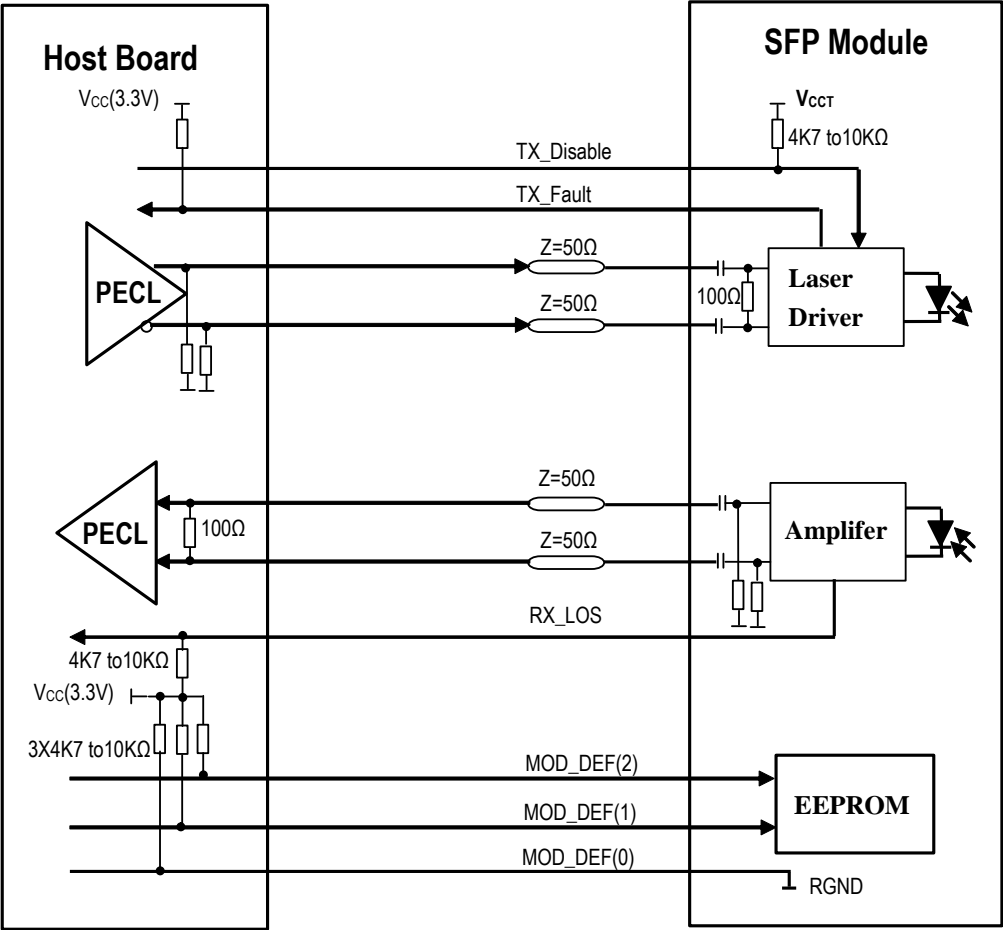 Host Board
SFP Module
VCC(3.3V)
VCCT
4K7 to10KΩ
TX_Disable
TX_Fault
Z=50Ω
PECL
100Ω
Laser
Driver
Z=50Ω
Z=50Ω
PECL
100Ω
Amplifer
Z=50Ω
RX_LOS
4K7 to10KΩ
VCC(3.3V)
3X4K7 to10KΩ
MOD_DEF(2)
EEPROM
MOD_DEF(1)
MOD_DEF(0)
RGND